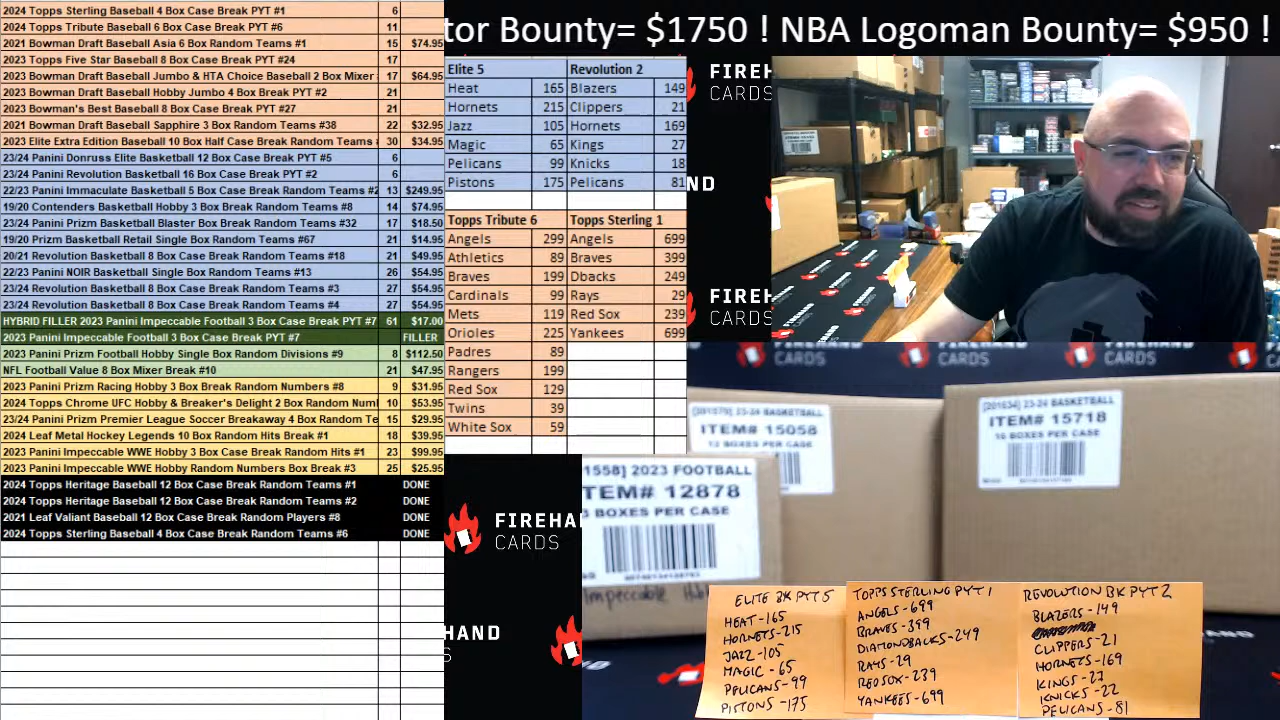 2024 Topps Sterling Baseball 4 Box Case Break PYT #1 6
2024 Topps Tribute Baseball 6 Box Case Break PYT #6 11
2021 Bowman Draft Baseball Asia 6 Box Random Teams #1 15 $74.95
2023 Topps Five Star Baseball 8 Box Case Break PYT #24 17
2023 Bowman Draft Baseball Jumbo & HTA Choice Baseball 2 Box Mixer 17 $64.95
2023 Bowman Draft Baseball Hobby Jumbo 4 Box PYT #2 21
2023 Bowman's Best Baseball 8 Box Case Break PYT #27 21
2021 Bowman Draft Baseball Sapphire 3 Box Random Teams #38 22 $32.95
2023 Elite Extra Edition Baseball 10 Box Half Case Break Random Teams 30 $34.95
23/24 Panini Donruss Elite Basketball 12 Box Case Break PYT #5 6
23/24 Panini Revolution Basketball 16 Box Case Break PYT #2 6
22/23 Panini Immaculate Basketball 5 Box Case Break Random Teams #2 13 $249.95
19/20 Contenders Basketball Hobby 3 Box Random Teams #8 14 $74.95
23/24 Panini Prizm Basketball Blaster Box Break Random Teams #32 17 $18.50
19/20 Prizm Basketball Retail Single Box Random Teams #67 21 $14.95
20/21 Revolution Basketball 8 Box Case Break Random Teams #18 21 $49.95
22/23 Panini NOIR Basketball Single Box Random Teams #13 26 $54.95
23/24 Revolution Basketball 8 Box Case Break Random Teams #3 27 $54.95
23/24 Revolution Basketball 8 Box Case Break Random Teams #4 27 $54.95
HYBRID FILLER 2023 Panini Impeccable Football 3 Box Case Break PYT #7 61 $17.00
2023 Panini Impeccable Football 3 Box Case Break PYT #7 FILLER
2023 Panini Prizm Football Hobby Single Box Random Divisions #9 8 $112.50
NFL Football Value 8 Box Mixer Break #10 21 $47.95
2023 Panini Prizm Racing Hobby 3 Box Break Random Numbers #8 9 $31.95
2024 Topps Chrome UFC Hobby & Breaker's Delight 2 Box Random Num 10 $53.95
23/24 Panini Prizm Premier League Soccer Breakaway 4 Box Random Te 15 $29.95
2024 Leaf Metal Hockey Legends 10 Box Random Hits Break #1 18 $39.95
2023 Panini Impeccable WWE Hobby 3 Box Case Break Random Hits #1 23 $99.95
2023 Panini Impeccable WWE Hobby Random Numbers Box Break #3 25 $25.95
2024 Topps Heritage Baseball 12 Box Case Break Random Teams #1 DONE
2024 Topps Heritage Baseball 12 Box Case Break Random Teams #2 DONE
2021 Leaf Valiant Baseball 12 Box Case Break Random Players #8 DONE
2024 Topps Sterling Baseball 4 Box Case Break Random Teams #6 DONE
tor Bounty= $1750 ! NBA Logoman Bounty= $950 !
Elite 5 Revolution 2
Heat 165 Blazers 149
Hornets 215 Clippers 21
Jazz 105 Hornets 169
Magic 65 Kings 27
Pelicans 99 Knicks 18
Pistons 175 Pelicans 81
Topps Tribute 6 Topps Sterling 1
Angels 299 Angels 699
Athletics 89 Braves 399
Braves 199 Dbacks 249
Cardinals 99 Rays 29
Mets 119 Red Sox 239
Orioles 225 Yankees 699
Padres 89
Rangers 199
Red Sox 129
Twins 39
White Sox 59
FIREH
CARDS
ND
FIREH
CARDS
FIREHAND
CARDS
HAND
S
FIREHAND
CARDS
23-24 BASKETBALL
ITEM# 15058
12 BOXES PER CASE
[201634] 23-24 BASKETBALL
ITEM# 15718
16 BOXES PER CASE
1558] 2023 FOOTBALL
TEM# 12878
3 BOXES PER CASE
Impeccable
ELITE BK PYT 5
HEAT-165
HORNETS-215
JAZZ-105
MAGIC-65
PELICANS-99
PISTONS-175
TOPPS STERLING PYT 1
ANGELS-699
BRAVES-399
DIAMONDBACKS-249
RAYS-29
RED SOX-239
YANKEES-699
REVOLUTION BK PYT 2
BLAZERS-149
CLIPPERS-21
HORNETS-169
KINGS-27
KNICKS-22
PELICANS-81